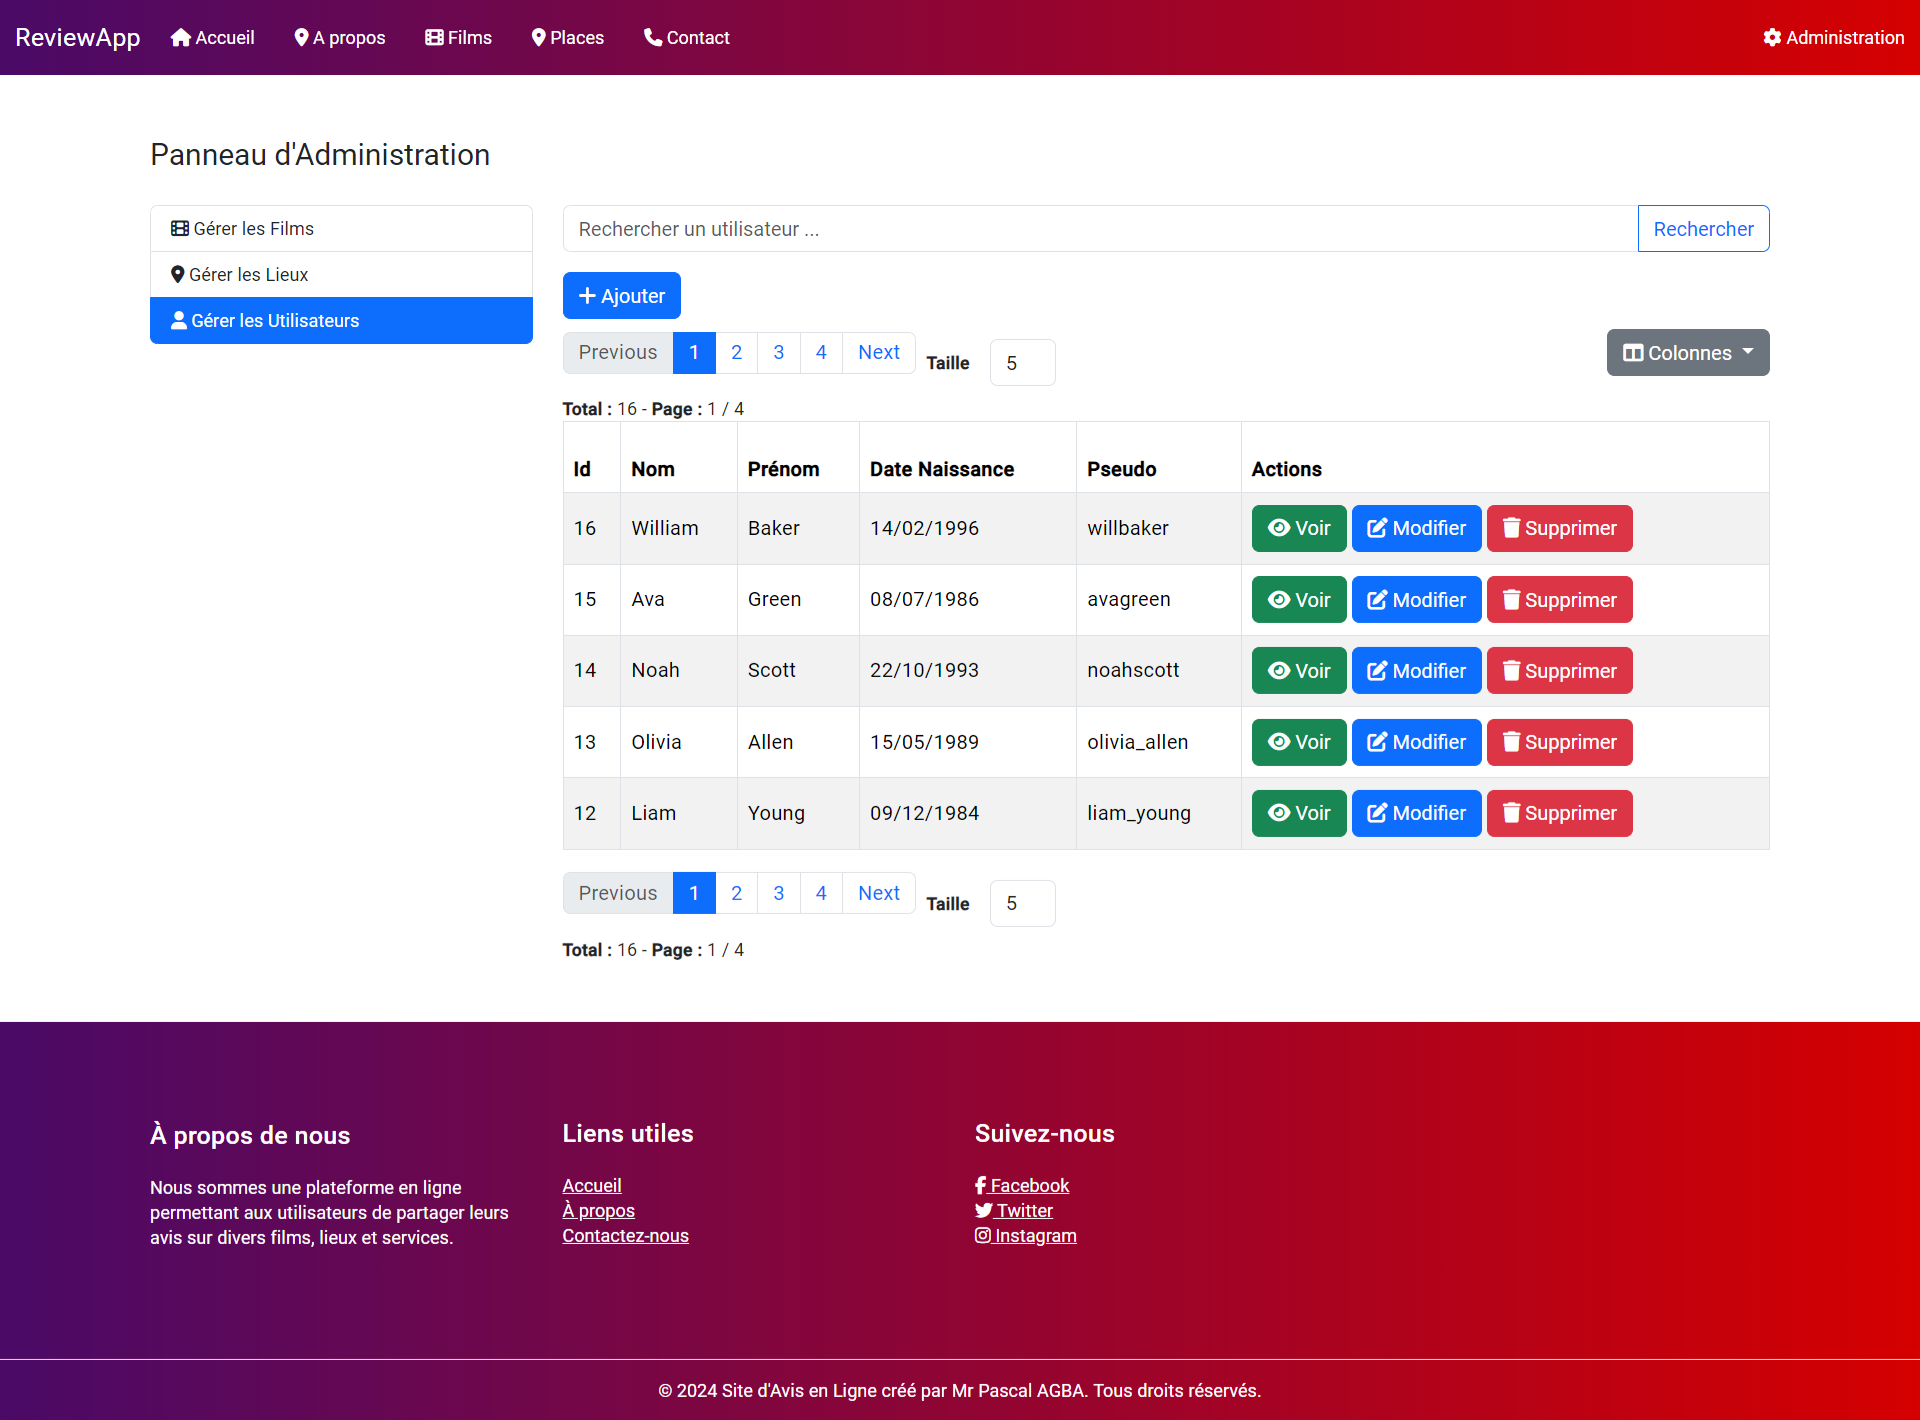 ReviewApp Accueil A propos Films Places Contact Administration
Panneau d'Administration
Gérer les Films
Gérer les Lieux
Gérer les Utilisateurs
Rechercher un utilisateur ... Rechercher
Ajouter
Previous 1 2 3 4 Next Taille 5 Colonnes
Total : 16 - Page : 1 / 4
Id Nom Prénom Date Naissance Pseudo Actions
16 William Baker 14/02/1996 willbaker Voir Modifier Supprimer
15 Ava Green 08/07/1986 avagreen Voir Modifier Supprimer
14 Noah Scott 22/10/1993 noahscott Voir Modifier Supprimer
13 Olivia Allen 15/05/1989 olivia_allen Voir Modifier Supprimer
12 Liam Young 09/12/1984 liam_young Voir Modifier Supprimer
Previous 1 2 3 4 Next Taille 5
Total : 16 - Page : 1 / 4
À propos de nous
Nous sommes une plateforme en ligne
permettant aux utilisateurs de partager leurs
avis sur divers films, lieux et services.
Liens utiles
Accueil
À propos
Contactez-nous
Suivez-nous
Facebook
Twitter
Instagram
© 2024 Site d'Avis en Ligne créé par Mr Pascal AGBA. Tous droits réservés.